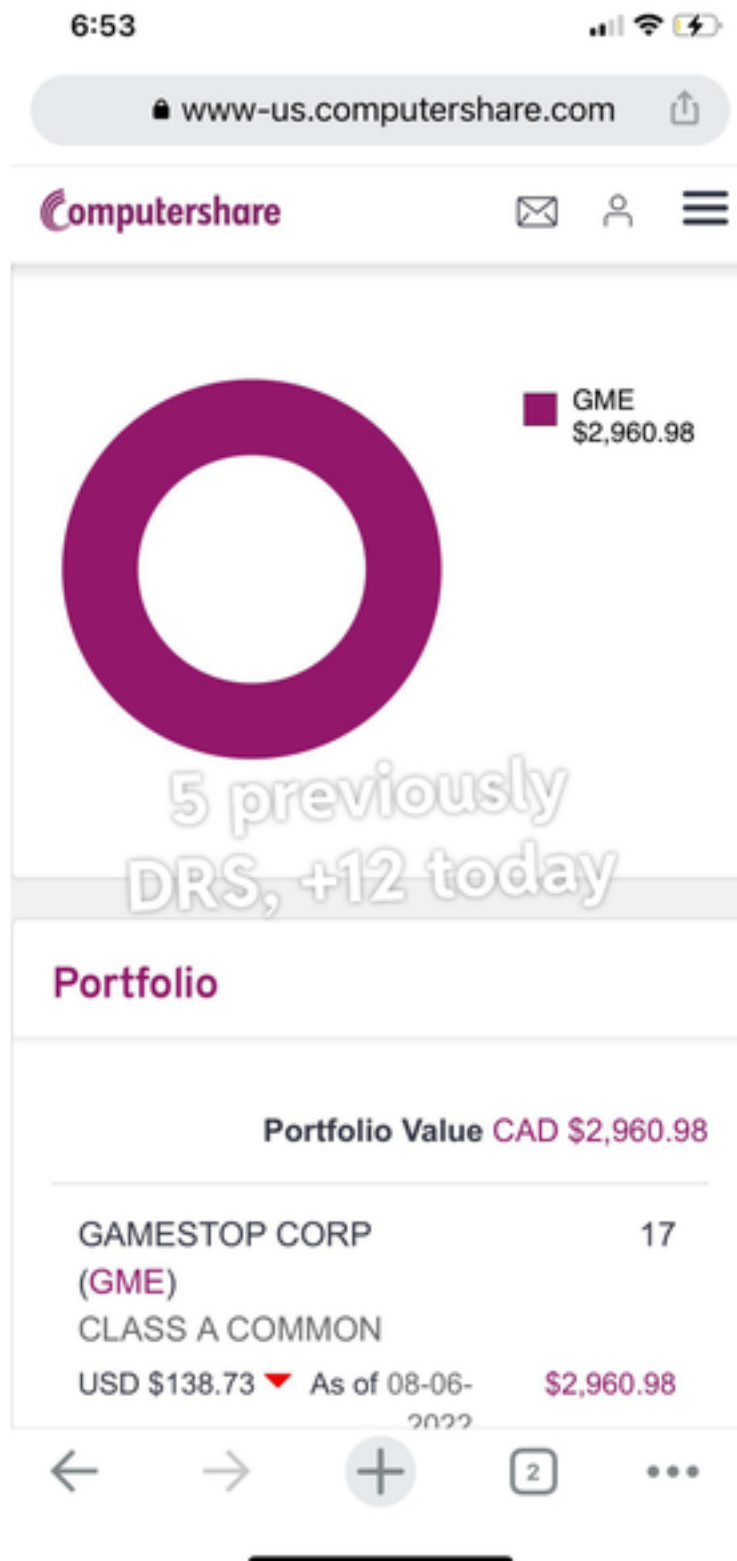 6:53
www-us.computershare.com
Computershare
GME
$2,960.98
5 previously
DRS, +12 today
Portfolio
Portfolio Value CAD $2,960.98
GAMESTOP CORP 17
(GME)
CLASS A COMMON
USD $138.73 As of 08-06- $2,960.98
2022
2